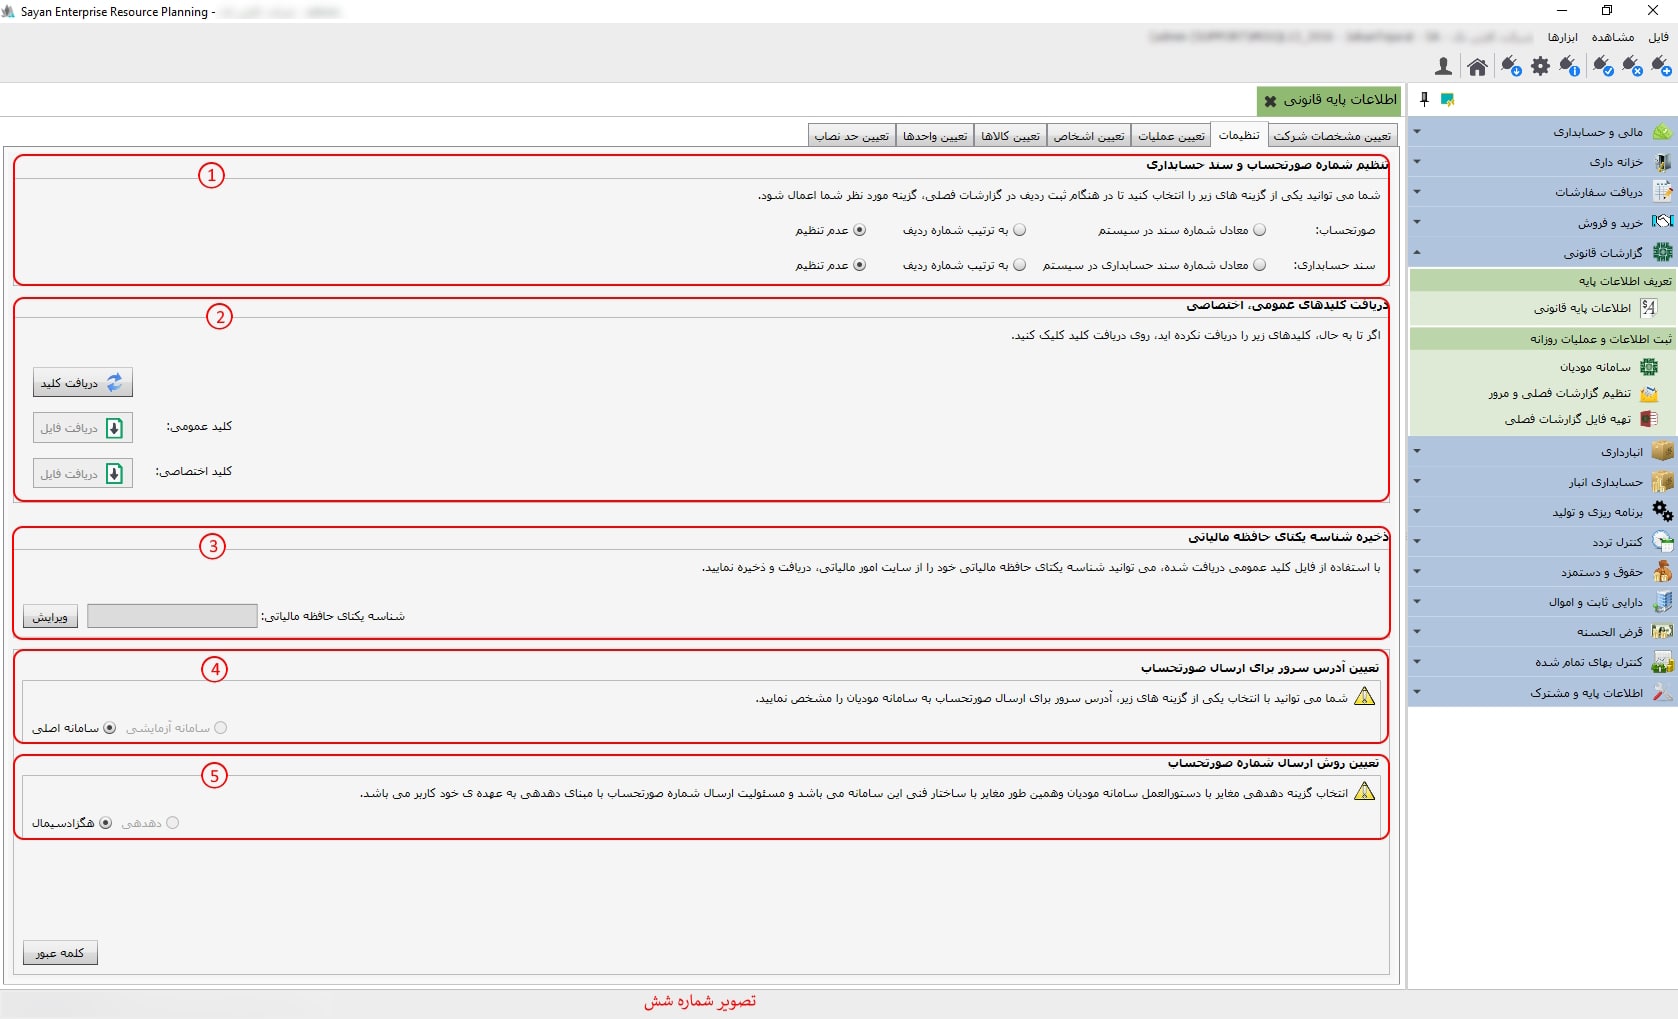 Sayan Enterprise Resource Planning -
فایل
مشاهده
ابزارها
اطلاعات پایه قانونی
تعیین مشخصات شرکت
تنظیمات
تعیین عملیات
تعیین اشخاص
تعیین کالاها
تعیین واحدها
تعیین حد نصاب
تنظیم شماره صورتحساب و سند حسابداری
1
شما می توانید یکی از گزینه های زیر را انتخاب کنید تا در هنگام ثبت ردیف در گزارشات فصلی، گزینه مورد نظر شما اعمال شود.
صورتحساب: معادل شماره سند در سیستم به ترتیب شماره ردیف عدم تنظیم
سند حسابداری: معادل شماره سند حسابداری در سیستم به ترتیب شماره ردیف عدم تنظیم
دریافت کلیدهای عمومی، اختصاصی
2
اگر تا به حال، کلیدهای زیر را دریافت نکرده اید، روی دریافت کلید کلیک کنید.
دریافت کلید
کلید عمومی: دریافت فایل
کلید اختصاصی: دریافت فایل
ذخیره شناسه یکتای حافظه مالیاتی
3
با استفاده از فایل کلید عمومی دریافت شده، می توانید شناسه یکتای حافظه مالیاتی خود را از سایت امور مالیاتی، دریافت و ذخیره نمایید.
شناسه یکتای حافظه مالیاتی: ویرایش
تعیین آدرس سرور برای ارسال صورتحساب
4
شما می توانید با انتخاب یکی از گزینه های زیر، آدرس سرور برای ارسال صورتحساب به سامانه مودیان را مشخص نمایید.
سامانه آزمایشی سامانه اصلی
تعیین روش ارسال شماره صورتحساب
5
انتخاب گزینه دهدهی مغایر با دستورالعمل سامانه مودیان وهمین طور مغایر با ساختار فنی این سامانه می باشد و مسئولیت ارسال شماره صورتحساب با مبنای دهدهی به عهده ی خود کاربر می باشد.
دهدهی هگزادسیمال
کلمه عبور
مالی و حسابداری
خزانه داری
دریافت سفارشات
خرید و فروش
گزارشات قانونی
تعریف اطلاعات پایه
اطلاعات پایه قانونی
ثبت اطلاعات و عملیات روزانه
سامانه مودیان
تنظیم گزارشات فصلی و مرور
تهیه فایل گزارشات فصلی
انبارداری
حسابداری انبار
برنامه ریزی و تولید
کنترل تردد
حقوق و دستمزد
دارایی ثابت و اموال
قرض الحسنه
کنترل بهای تمام شده
اطلاعات پایه و مشترک
تصویر شماره شش